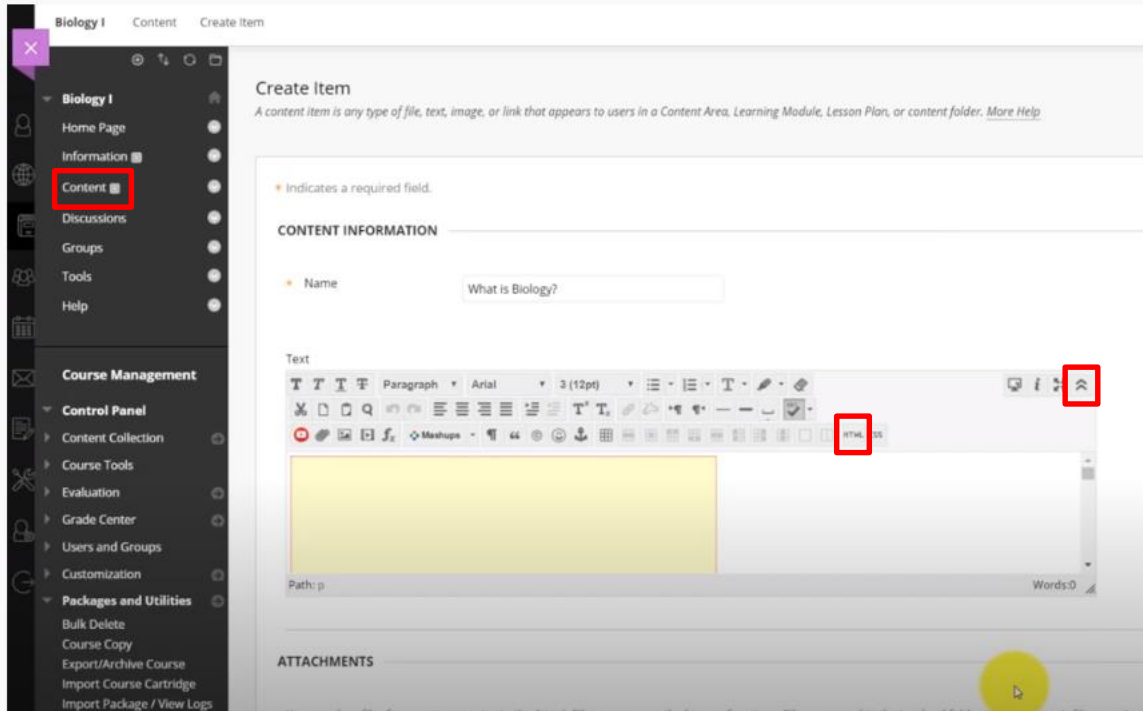 Biology I Content Create Item
Biology I
Home Page
Information
Content
Discussions
Groups
Tools
Help
Course Management
Control Panel
Content Collection
Course Tools
Evaluation
Grade Center
Users and Groups
Customization
Packages and Utilities
Bulk Delete
Course Copy
Export/Archive Course
Import Course Cartridge
Import Package / View Logs
Create Item
A content item is any type of file, text, image, or link that appears to users in a Content Area, Learning Module, Lesson Plan, or content folder. More Help
* Indicates a required field.
CONTENT INFORMATION
* Name What is Biology?
Text
T T T T Paragraph Arial 3 (12pt) T
T T
fx Mashups HTML CSS
Path: p Words:0
ATTACHMENTS